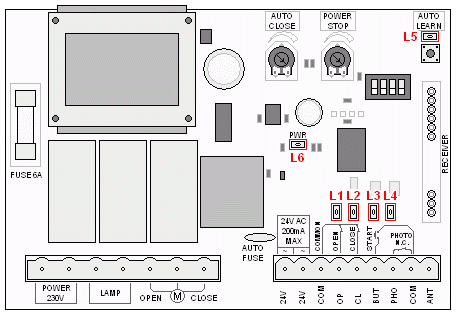 AUTO
CLOSE
POWER
STOP
AUTO
LEARN
L5
FUSE 6A
PWR
L6
RECEIVER
L1 L2 L3 L4
24V AC
200mA
MAX
~ ~
COMMON
OPEN
CLOSE
START
PHOTO
N.C.
AUTO
FUSE
POWER
230V
LAMP
OPEN
M
CLOSE
24V
24V
COM
OP
CL
BUT
PHO
COM
ANT